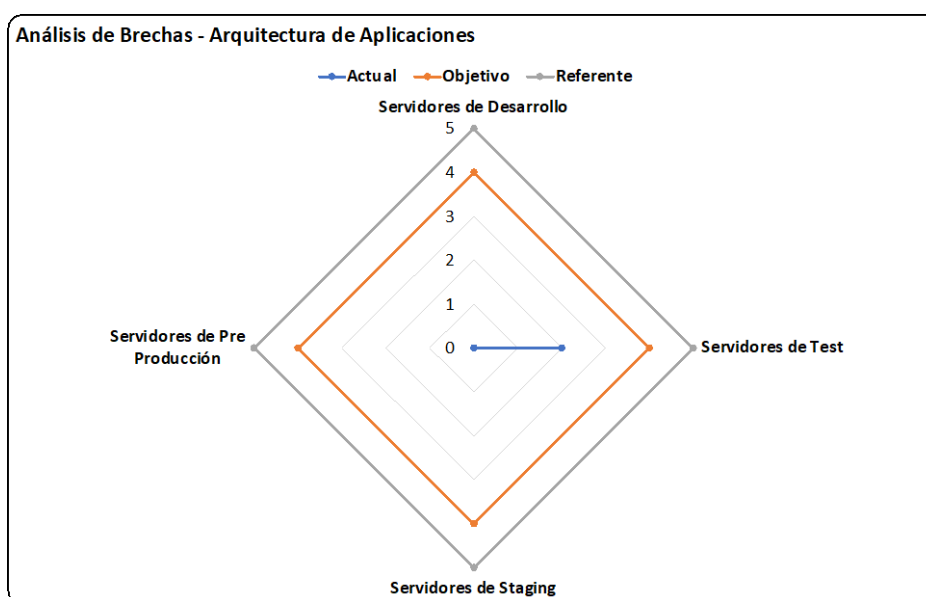 Análisis de Brechas - Arquitectura de Aplicaciones
Actual Objetivo Referente
Servidores de Desarrollo
5
4
3
2
1
0
Servidores de Pre
Producción
Servidores de Test
Servidores de Staging